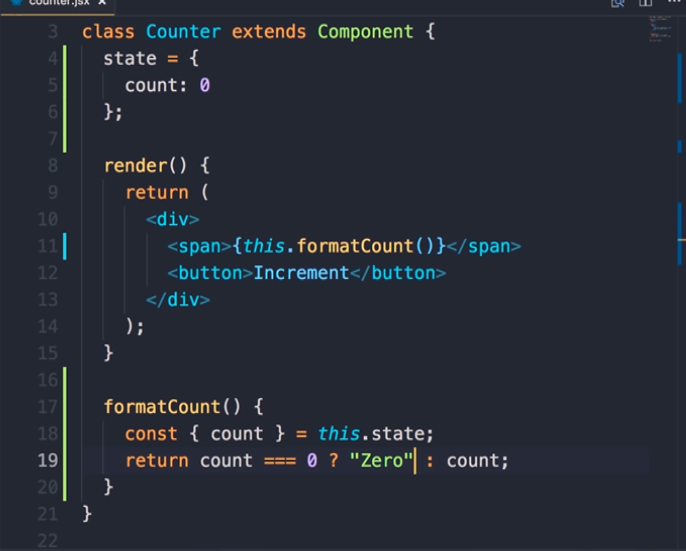 counter.jsx ×
3 class Counter extends Component {
4 state = {
5 count: 0
6 };
7
8 render() {
9 return (
10 <div>
11 <span>{this.formatCount()}</span>
12 <button>Increment</button>
13 </div>
14 );
15 }
16
17 formatCount() {
18 const { count } = this.state;
19 return count === 0 ? "Zero" : count;
20 }
21 }
22